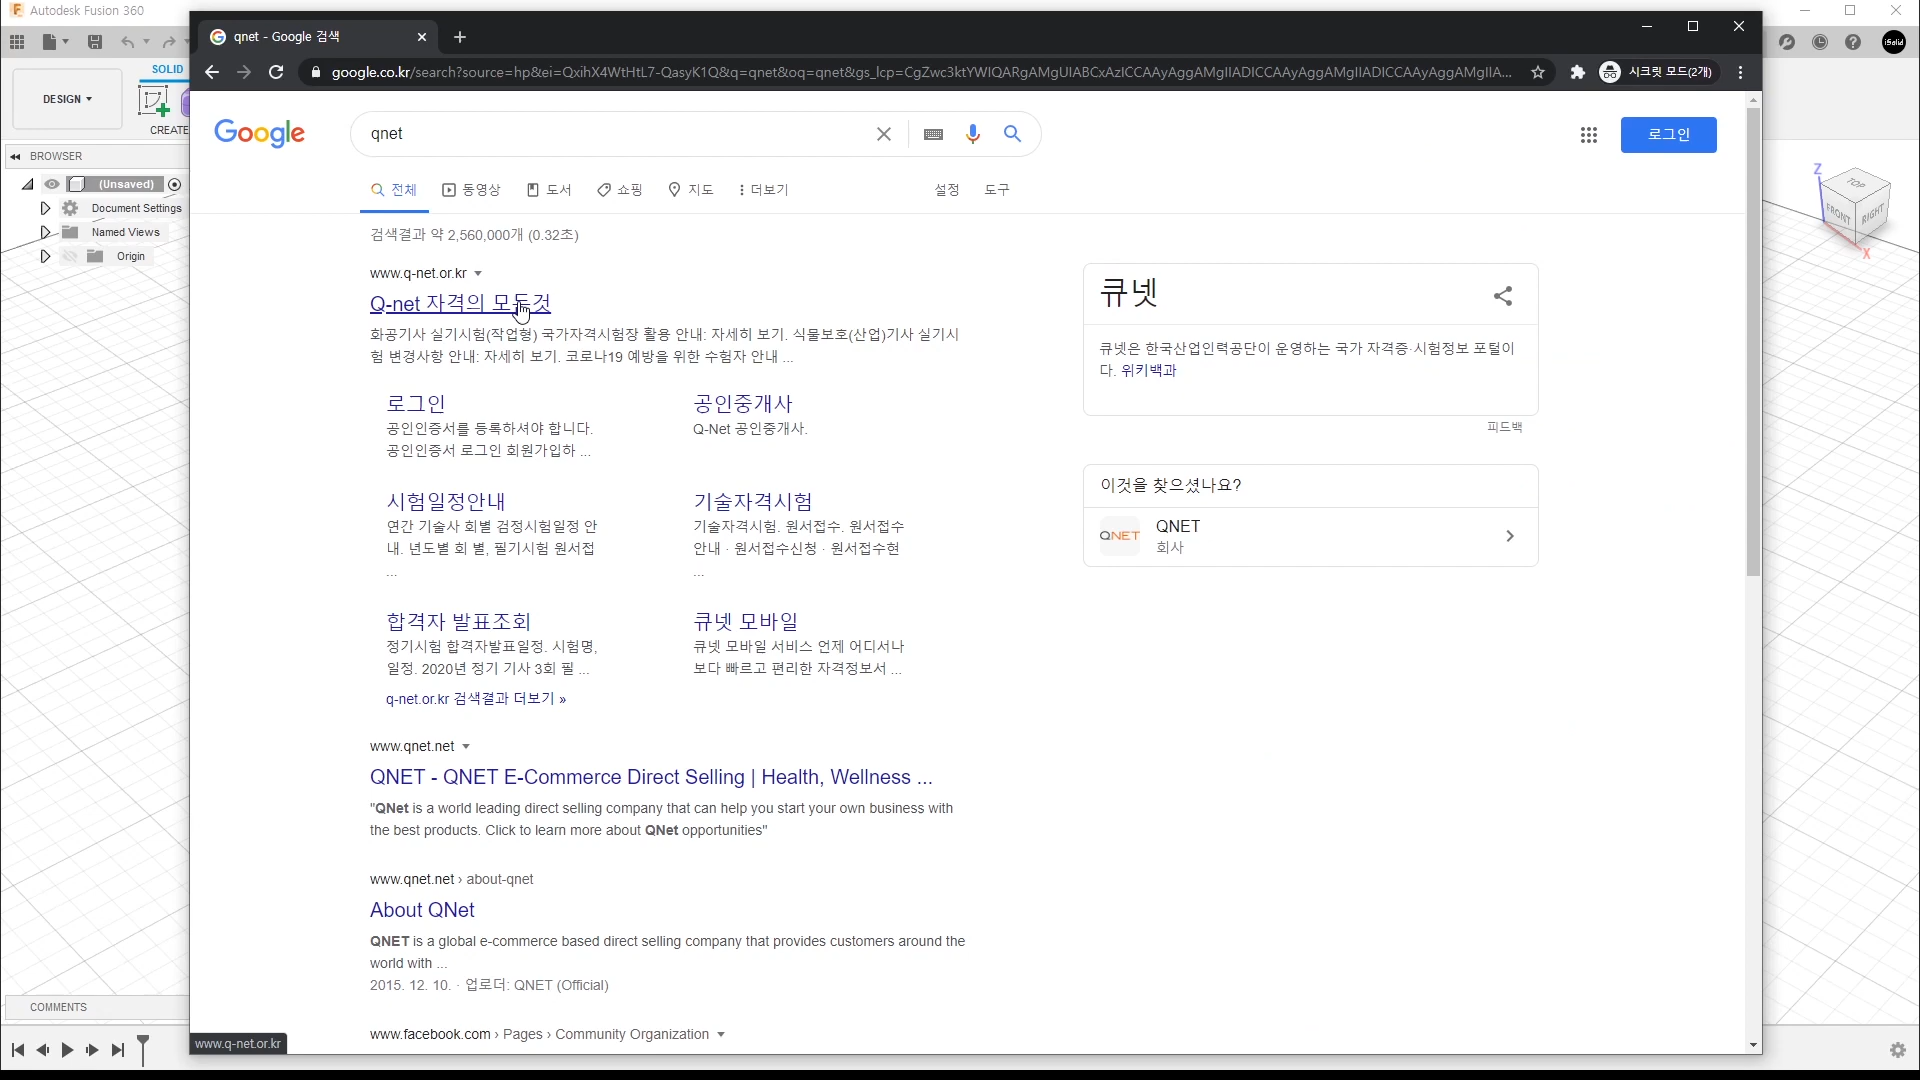 Autodesk Fusion 360
qnet - Google 검색
google.co.kr/search?source=hp&ei=QxihX4WtHtL7-QasyK1Q&q=qnet&oq=qnet&gs_lcp=CgZwc3ktYWIQARgAMgUIABCxAzICCAAyAggAMgIIADICCAAyAggAMgIIADICCAAyAggAMgIIA...
시크릿 모드(2개)
iSolid
SOLID
DESIGN
CREATE
BROWSER
(Unsaved)
Document Settings
Named Views
Origin
Google
qnet
로그인
전체
동영상
도서
쇼핑
지도
더보기
설정
도구
검색결과 약 2,560,000개 (0.32초)
www.q-net.or.kr
Q-net 자격의 모든것
화공기사 실기시험(작업형) 국가자격시험장 활용 안내: 자세히 보기. 식물보호(산업)기사 실기시
험 변경사항 안내: 자세히 보기. 코로나19 예방을 위한 수험자 안내 ...
로그인
공인인증서를 등록하셔야 합니다.
공인인증서 로그인 회원가입하 ...
공인중개사
Q-Net 공인중개사.
시험일정안내
연간 기술사 회별 검정시험일정 안
내. 년도별 회 별, 필기시험 원서접
...
기술자격시험
기술자격시험. 원서접수. 원서접수
안내 · 원서접수신청 · 원서접수현
...
합격자 발표조회
정기시험 합격자발표일정. 시험명,
일정. 2020년 정기 기사 3회 필 ...
큐넷 모바일
큐넷 모바일 서비스 언제 어디서나
보다 빠르고 편리한 자격정보서 ...
q-net.or.kr 검색결과 더보기 »
www.qnet.net
QNET - QNET E-Commerce Direct Selling | Health, Wellness ...
"QNet is a world leading direct selling company that can help you start your own business with
the best products. Click to learn more about QNet opportunities"
www.qnet.net › about-qnet
About QNet
QNET is a global e-commerce based direct selling company that provides customers around the
world with ...
2015. 12. 10. · 업로더: QNET (Official)
www.facebook.com › Pages › Community Organization
큐넷
큐넷은 한국산업인력공단이 운영하는 국가 자격증·시험정보 포털이
다. 위키백과
피드백
이것을 찾으셨나요?
QNET
QNET
회사
Z
TOP
FRONT
RIGHT
X
COMMENTS
www.q-net.or.kr